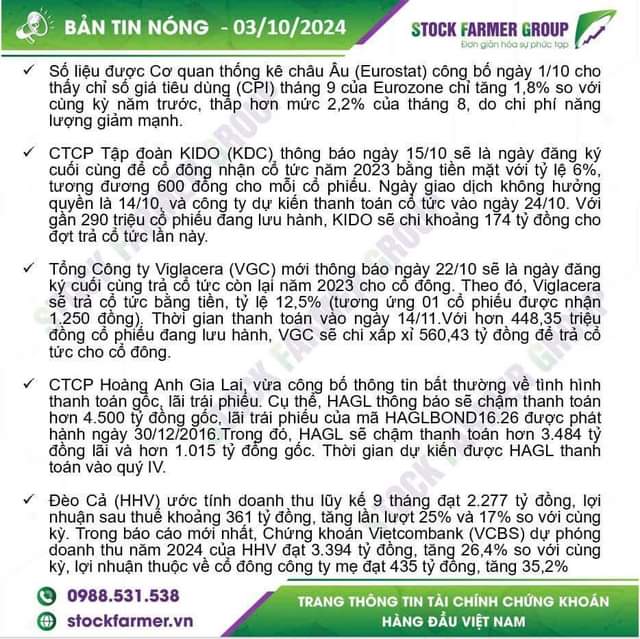 BẢN TIN NÓNG - 03/10/2024
STOCK FARMER GROUP
Đơn giản hóa sự phức tạp
✓ Số liệu được Cơ quan thống kê châu Âu (Eurostat) công bố ngày 1/10 cho
thấy chỉ số giá tiêu dùng (CPI) tháng 9 của Eurozone chỉ tăng 1,8% so với
cùng kỳ năm trước, thấp hơn mức 2,2% của tháng 8, do chi phí năng
lượng giảm mạnh.
✓ CTCP Tập đoàn KIDO (KDC) thông báo ngày 15/10 sẽ là ngày đăng ký
cuối cùng để cổ đông nhận cổ tức năm 2023 bằng tiền mặt với tỷ lệ 6%,
tương đương 600 đồng cho mỗi cổ phiếu. Ngày giao dịch không hưởng
quyền là 14/10, và công ty dự kiến thanh toán cổ tức vào ngày 24/10. Với
gần 290 triệu cổ phiếu đang lưu hành, KIDO sẽ chi khoảng 174 tỷ đồng cho
đợt trả cổ tức lần này.
✓ Tổng Công ty Viglacera (VGC) mới thông báo ngày 22/10 sẽ là ngày đăng
ký cuối cùng trả cổ tức còn lại năm 2023 cho cổ đông. Theo đó, Viglacera
sẽ trả cổ tức bằng tiền, tỷ lệ 12,5% (tương ứng 01 cổ phiếu được nhận
1.250 đồng). Thời gian thanh toán vào ngày 14/11.Với hơn 448,35 triệu
đồng cổ phiếu đang lưu hành, VGC sẽ chi xấp xỉ 560,43 tỷ đồng để trả cổ
tức cho cổ đông.
✓ CTCP Hoàng Anh Gia Lai, vừa công bố thông tin bất thường về tình hình
thanh toán gốc, lãi trái phiếu. Cụ thể, HAGL thông báo sẽ chậm thanh toán
hơn 4.500 tỷ đồng gốc, lãi trái phiếu của mã HAGLBOND16.26 được phát
hành ngày 30/12/2016.Trong đó, HAGL sẽ chậm thanh toán hơn 3.484 tỷ
đồng lãi và hơn 1.015 tỷ đồng gốc. Thời gian dự kiến được HAGL thanh
toán vào quý IV.
✓ Đèo Cả (HHV) ước tính doanh thu lũy kế 9 tháng đạt 2.277 tỷ đồng, lợi
nhuận sau thuế khoảng 361 tỷ đồng, tăng lần lượt 25% và 17% so với cùng
kỳ. Trong báo cáo mới nhất, Chứng khoán Vietcombank (VCBS) dự phóng
doanh thu năm 2024 của HHV đạt 3.394 tỷ đồng, tăng 26,4% so với cùng
kỳ, lợi nhuận thuộc về cổ đông công ty mẹ đạt 435 tỷ đồng, tăng 35,2%
0988.531.538
stockfarmer.vn
TRANG THÔNG TIN TÀI CHÍNH CHỨNG KHOÁN
HÀNG ĐẦU VIỆT NAM
STOCK FARMER GROUP
STOCK FARMER GROUP